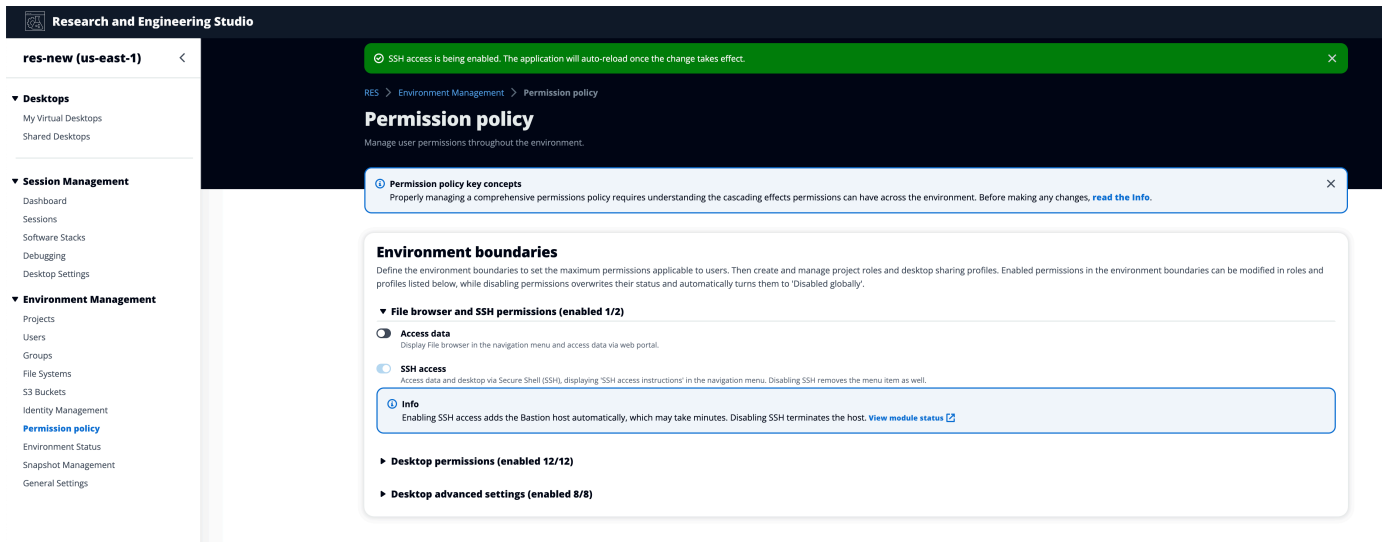 Research and Engineering Studio
res-new (us-east-1)
Desktops
My Virtual Desktops
Shared Desktops
Session Management
Dashboard
Sessions
Software Stacks
Debugging
Desktop Settings
Environment Management
Projects
Users
Groups
File Systems
S3 Buckets
Identity Management
Permission policy
Environment Status
Snapshot Management
General Settings
SSH access is being enabled. The application will auto-reload once the change takes effect.
RES > Environment Management > Permission policy
Permission policy
Manage user permissions throughout the environment.
Permission policy key concepts
Properly managing a comprehensive permissions policy requires understanding the cascading effects permissions can have across the environment. Before making any changes, read the Info.
Environment boundaries
Define the environment boundaries to set the maximum permissions applicable to users. Then create and manage project roles and desktop sharing profiles. Enabled permissions in the environment boundaries can be modified in roles and
profiles listed below, while disabling permissions overwrites their status and automatically turns them to 'Disabled globally'.
File browser and SSH permissions (enabled 1/2)
Access data
Display File browser in the navigation menu and access data via web portal.
SSH access
Access data and desktop via Secure Shell (SSH), displaying 'SSH access instructions' in the navigation menu. Disabling SSH removes the menu item as well.
Info
Enabling SSH access adds the Bastion host automatically, which may take minutes. Disabling SSH terminates the host. View module status
Desktop permissions (enabled 12/12)
Desktop advanced settings (enabled 8/8)